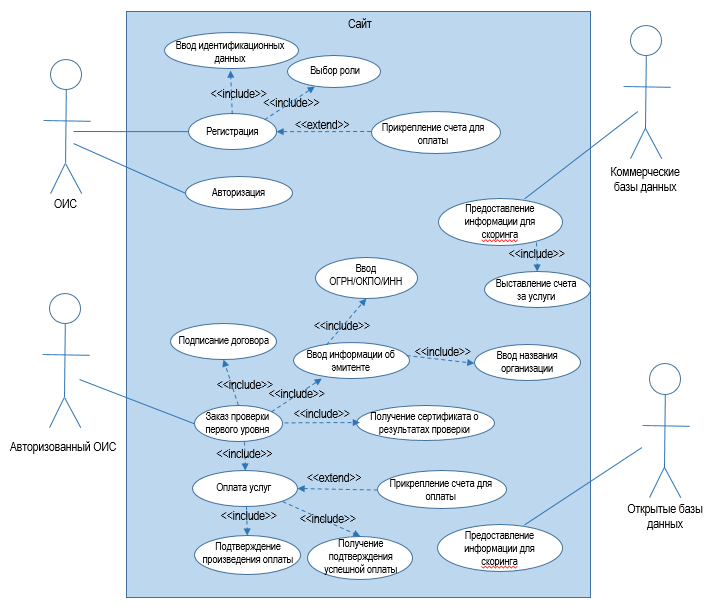 Сайт
Ввод идентификационных
данных
Выбор роли
<<include>>
<<include>>
Регистрация
<<extend>>
Прикрепление счета для
оплаты
ОИС
Авторизация
Коммерческие
базы данных
Предоставление
информации для
скоринга
<<include>>
Выставление счета
за услуги
Ввод
ОГРН/ОКПО/ИНН
<<include>>
Подписание договора
Ввод информации об
эмитенте
<<include>>
Ввод названия
организации
<<include>>
<<include>>
Авторизованный ОИС
Заказ проверки
первого уровня
<<include>>
Получение сертификата о
результатах проверки
<<include>>
Оплата услуг
<<extend>>
Прикрепление счета для
оплаты
Открытые базы
данных
<<include>>
<<include>>
Подтверждение
произведения оплаты
Получение
подтверждения
успешной оплаты
Предоставление
информации для
скоринга